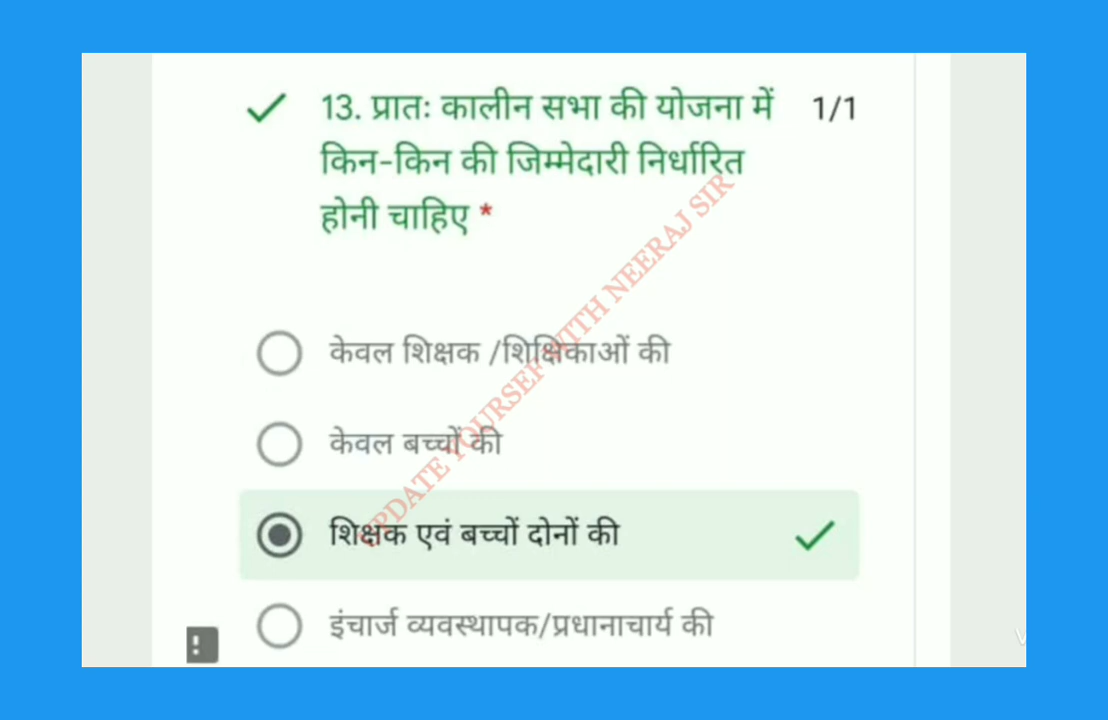 13. प्रातः कालीन सभा की योजना में 1/1
किन-किन की जिम्मेदारी निर्धारित
होनी चाहिए *
केवल शिक्षक /शिक्षिकाओं की
केवल बच्चों की
शिक्षक एवं बच्चों दोनों की
इंचार्ज व्यवस्थापक/प्रधानाचार्य की
UPDATE YOURSEF WITH NEERAJ SIR